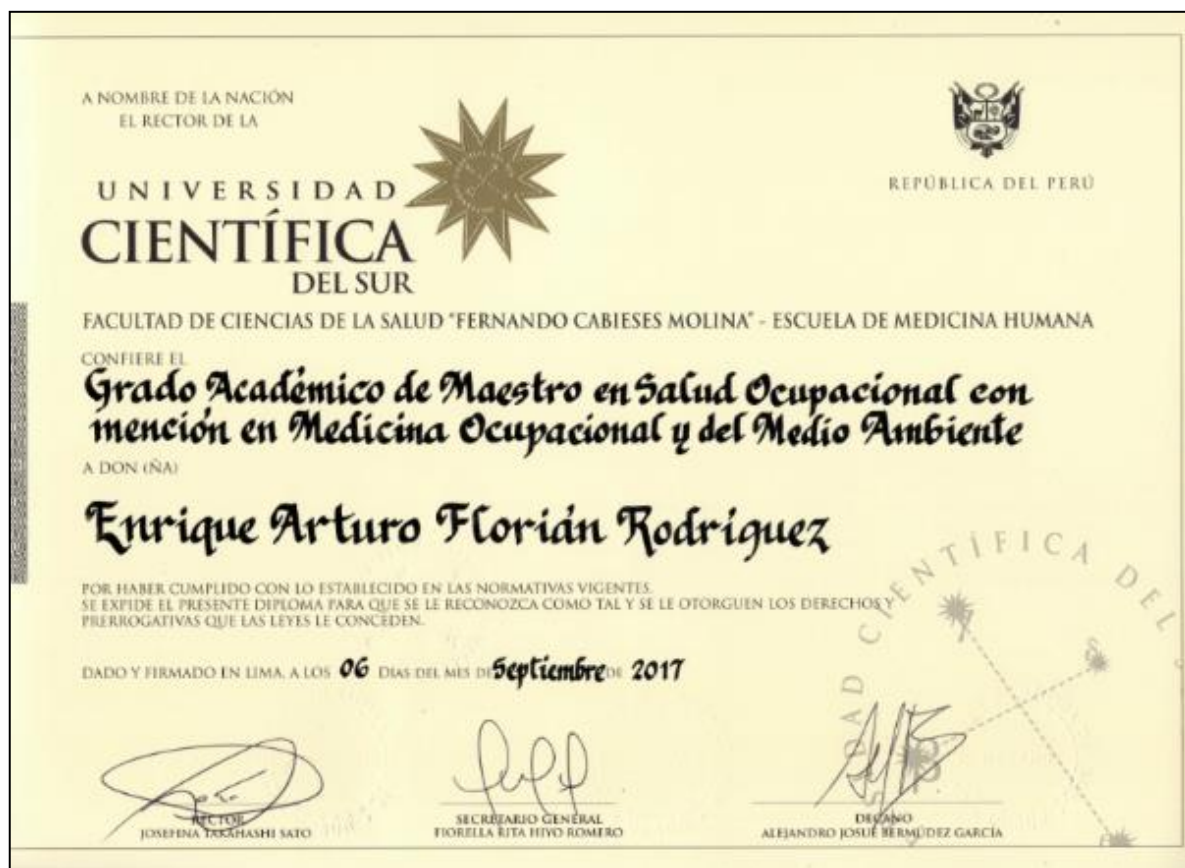 A NOMBRE DE LA NACIÓN
EL RECTOR DE LA
REPÚBLICA DEL PERÚ
UNIVERSIDAD
CIENTÍFICA
DEL SUR
FACULTAD DE CIENCIAS DE LA SALUD "FERNANDO CABIESES MOLINA" - ESCUELA DE MEDICINA HUMANA
CONFIERE EL
Grado Académico de Maestro en Salud Ocupacional con
mención en Medicina Ocupacional y del Medio Ambiente
A DON (ÑA)
Enrique Arturo Florián Rodríguez
POR HABER CUMPLIDO CON LO ESTABLECIDO EN LAS NORMATIVAS VIGENTES.
SE EXPIDE EL PRESENTE DIPLOMA PARA QUE SE LE RECONOZCA COMO TAL Y SE LE OTORGUEN LOS DERECHOS Y
PRERROGATIVAS QUE LAS LEYES LE CONCEDEN.
DADO Y FIRMADO EN LIMA, A LOS 06 DIAS DEL MES DE Septiembre DE 2017
RECTOR
JOSEFINA TAKAHASHI SATO
SECRETARIO GENERAL
FIORELLA RITA HIYO ROMERO
DECANO
ALEJANDRO JOSUÉ BERMÚDEZ GARCÍA
DAD CIENTÍFICA DEL S